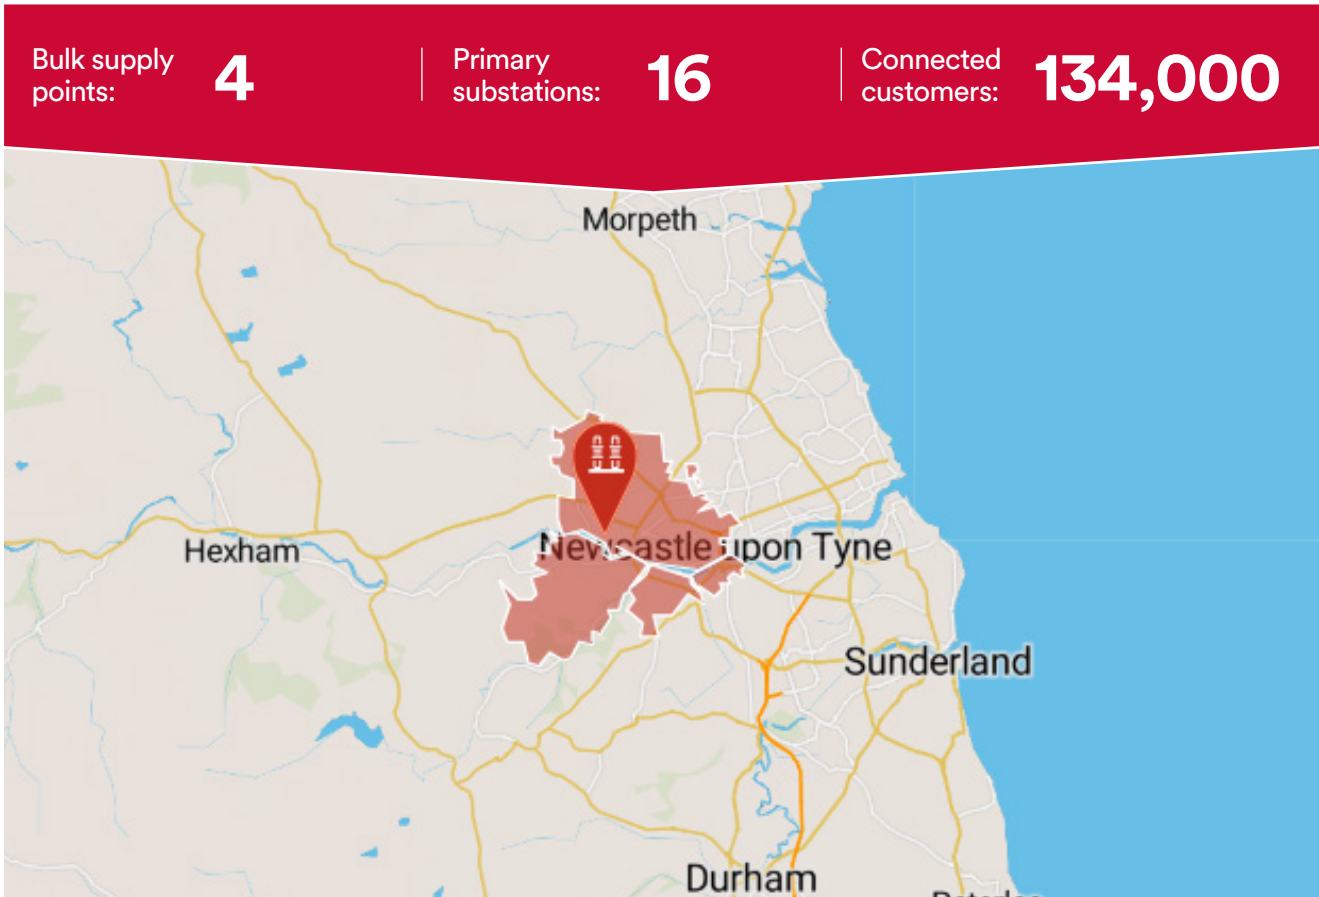 Bulk supply
points:
4
Primary
substations:
16
Connected
customers:
134,000
Morpeth
Hexham
Newcastle upon Tyne
Sunderland
Durham